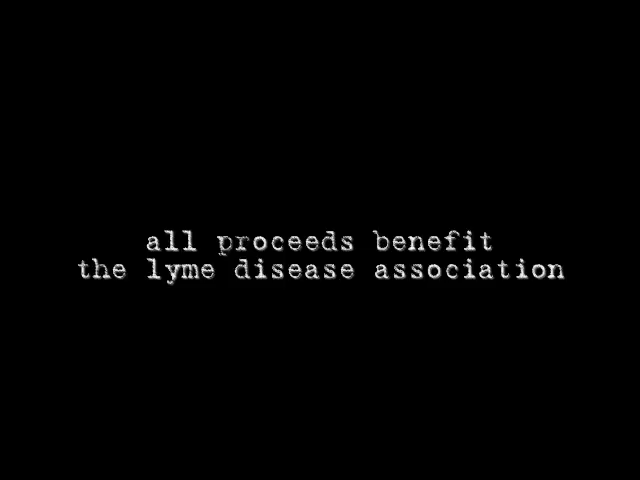 all proceeds benefit
the lyme disease association